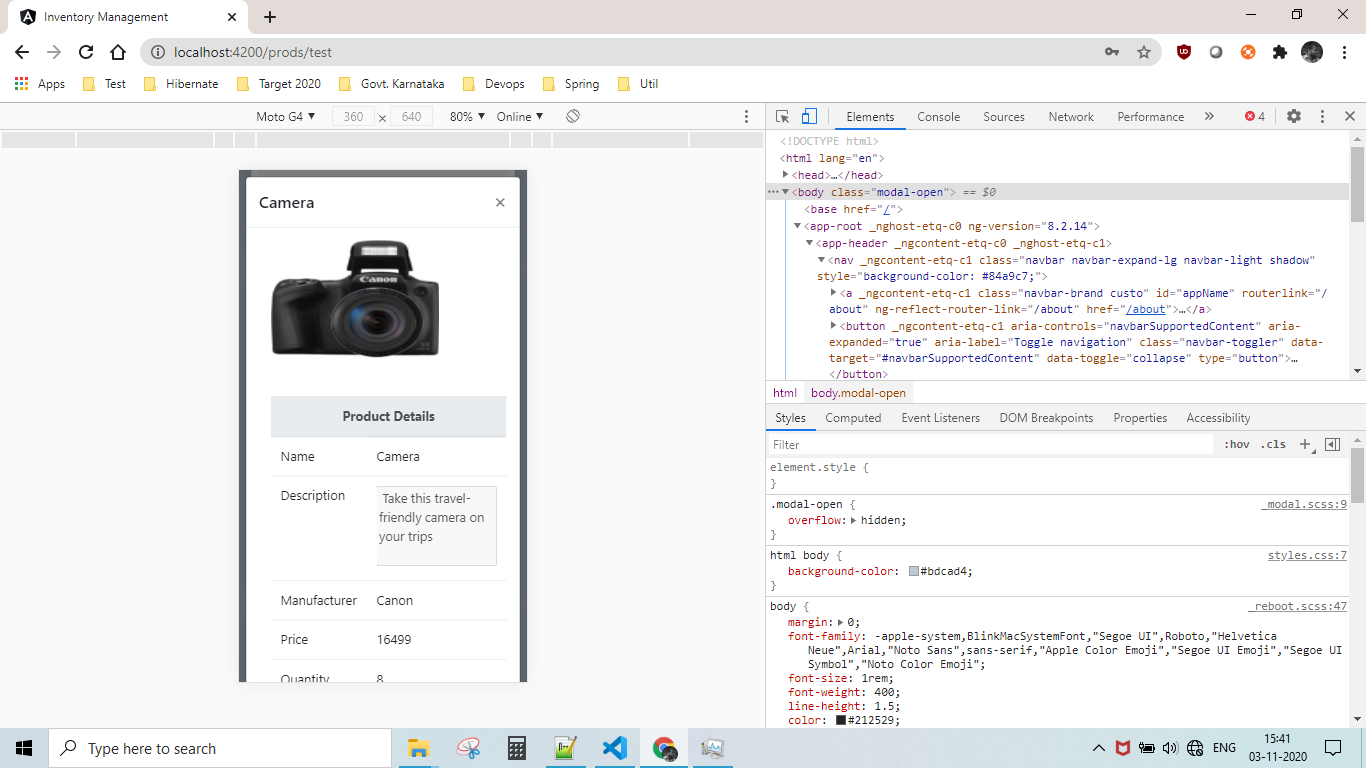 Inventory Management
localhost:4200/prods/test
Apps Test Hibernate Target 2020 Govt. Karnataka Devops Spring Util
Moto G4 ▼ 360 × 640 80% ▼ Online ▼
Camera ×
Canon
Product Details
Name Camera
Description Take this travel-
friendly camera on
your trips
Manufacturer Canon
Price 16499
Quantity 8
Elements Console Sources Network Performance » 4
<!DOCTYPE html>
<html lang="en">
<head>…</head>
<body class="modal-open"> == $0
<base href="/">
<app-root _nghost-etq-c0 ng-version="8.2.14">
<app-header _ngcontent-etq-c0 _nghost-etq-c1>
<nav _ngcontent-etq-c1 class="navbar navbar-expand-lg navbar-light shadow"
style="background-color: #84a9c7;">
<a _ngcontent-etq-c1 class="navbar-brand custo" id="appName" routerlink="/
about" ng-reflect-router-link="/about" href="/about">…</a>
<button _ngcontent-etq-c1 aria-controls="navbarSupportedContent" aria-
expanded="true" aria-label="Toggle navigation" class="navbar-toggler" data-
target="#navbarSupportedContent" data-toggle="collapse" type="button">…
</button>
html body.modal-open
Styles Computed Event Listeners DOM Breakpoints Properties Accessibility
Filter :hov .cls +
element.style {
}
.modal-open { _modal.scss:9
overflow: hidden;
}
html body { styles.css:7
background-color: #bdcad4;
}
body { _reboot.scss:47
margin: 0;
font-family: -apple-system,BlinkMacSystemFont,"Segoe UI",Roboto,"Helvetica
Neue",Arial,"Noto Sans",sans-serif,"Apple Color Emoji","Segoe UI Emoji","Segoe UI
Symbol","Noto Color Emoji";
font-size: 1rem;
font-weight: 400;
line-height: 1.5;
color: #212529;
Type here to search
ENG
15:41
03-11-2020